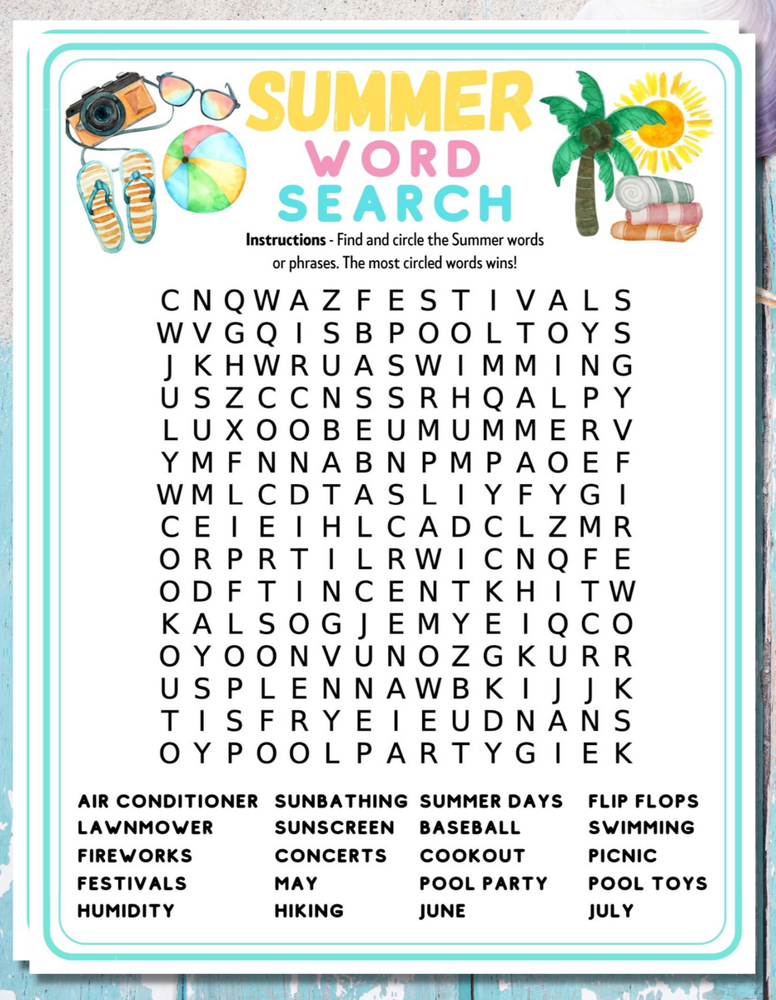 SUMMER
WORD
SEARCH
Instructions - Find and circle the Summer words
or phrases. The most circled words wins!
C N Q W A Z F E S T I V A L S
W V G Q I S B P O O L T O Y S
J K H W R U A S W I M M I N G
U S Z C C N S S R H Q A L P Y
L U X O O B E U M U M M E R V
Y M F N N A B N P M P A O E F
W M L C D T A S L I Y F Y G I
C E I E I H L C A D C L Z M R
O R P R T I L R W I C N Q F E
O D F T I N C E N T K H I T W
K A L S O G J E M Y E I Q C O
O Y O O N V U N O Z G K U R R
U S P L E N N A W B K I J J K
T I S F R Y E I E U D N A N S
O Y P O O L P A R T Y G I E K
AIR CONDITIONER SUNBATHING SUMMER DAYS FLIP FLOPS
LAWNMOWER SUNSCREEN BASEBALL SWIMMING
FIREWORKS CONCERTS COOKOUT PICNIC
FESTIVALS MAY POOL PARTY POOL TOYS
HUMIDITY HIKING JUNE JULY